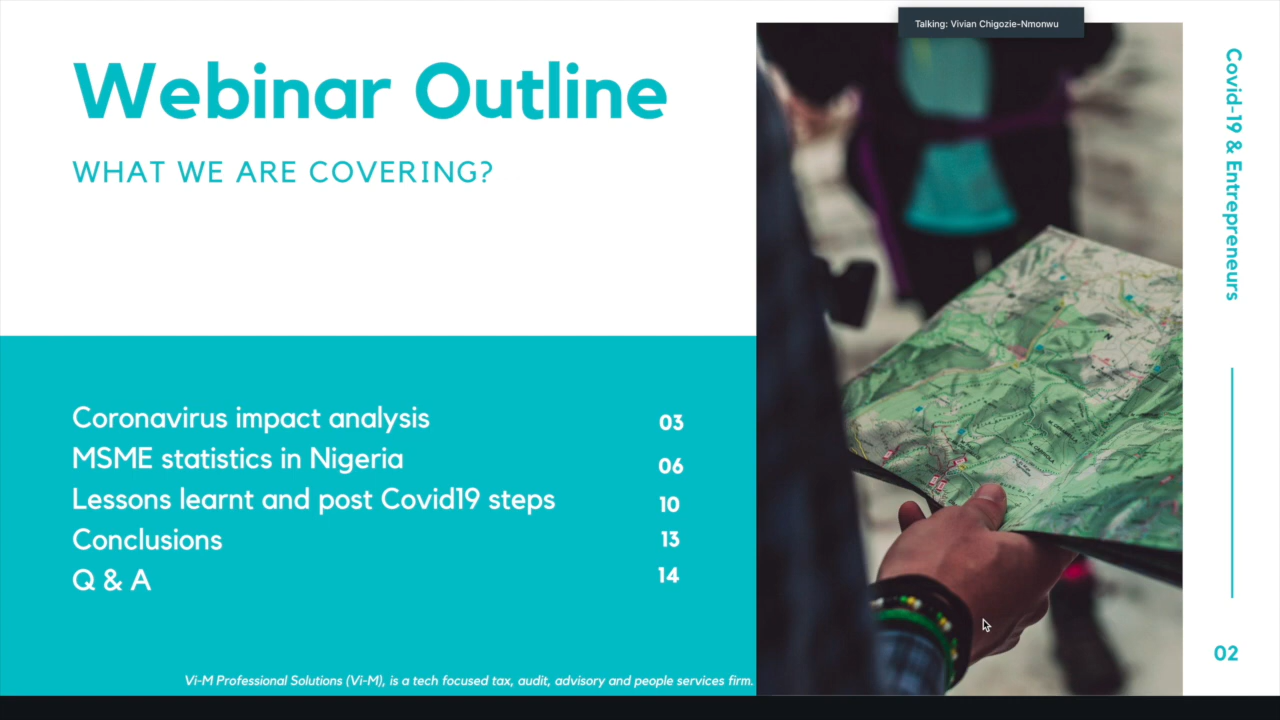 Talking: Vivian Chigozie-Nmonwu
Webinar Outline
WHAT WE ARE COVERING?
Coronavirus impact analysis 03
MSME statistics in Nigeria 06
Lessons learnt and post Covid19 steps 10
Conclusions 13
Q & A 14
Vi-M Professional Solutions (Vi-M), is a tech focused tax, audit, advisory and people services firm.
Covid-19 & Entrepreneurs
02